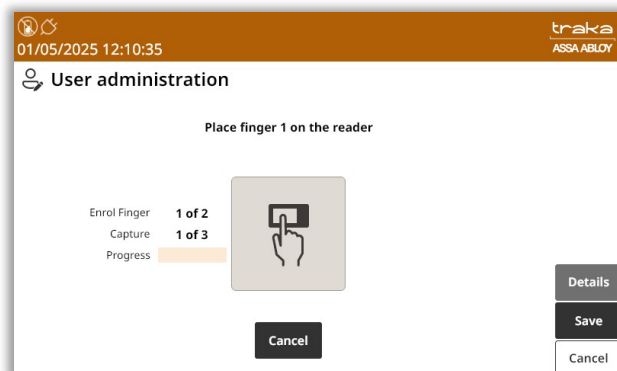 traka
01/05/2025 12:10:35
ASSA ABLOY
User administration
Place finger 1 on the reader
Enrol Finger 1 of 2
Capture 1 of 3
Progress
Cancel
Details
Save
Cancel